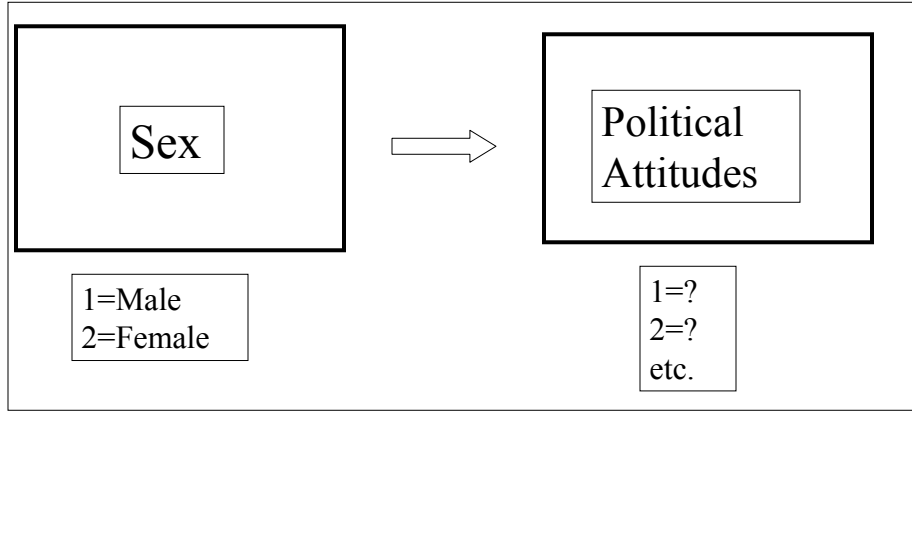 Sex
Political
Attitudes
1=Male
2=Female
1=?
2=?
etc.